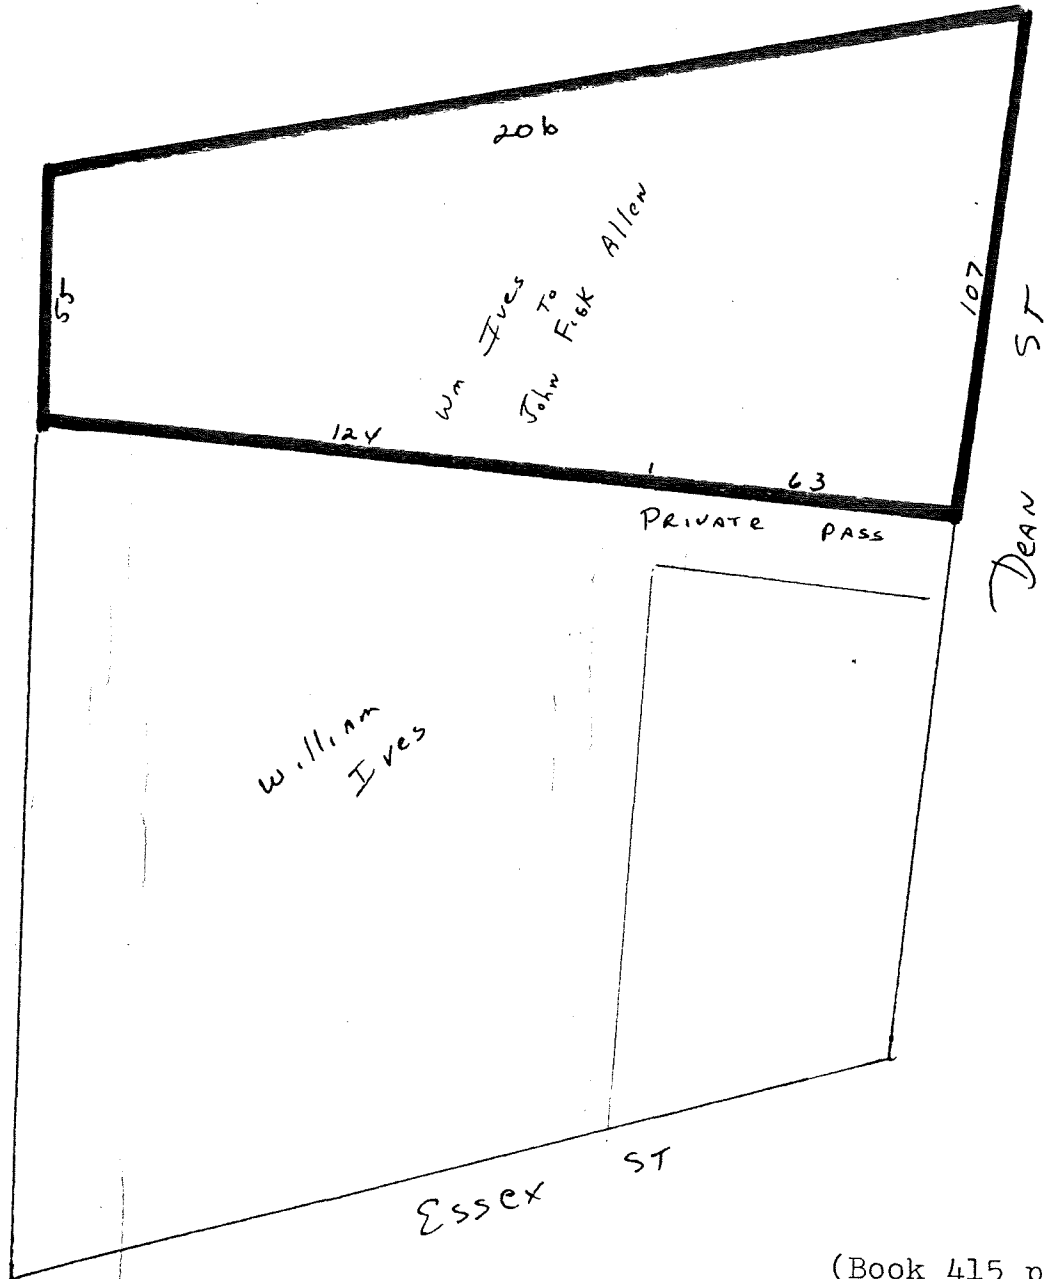 206
55
Wm Ives
To
John Fisk Allen
107
124
63
PRIVATE PASS
DEAN ST
William
Ives
Essex ST
(Book 415 p